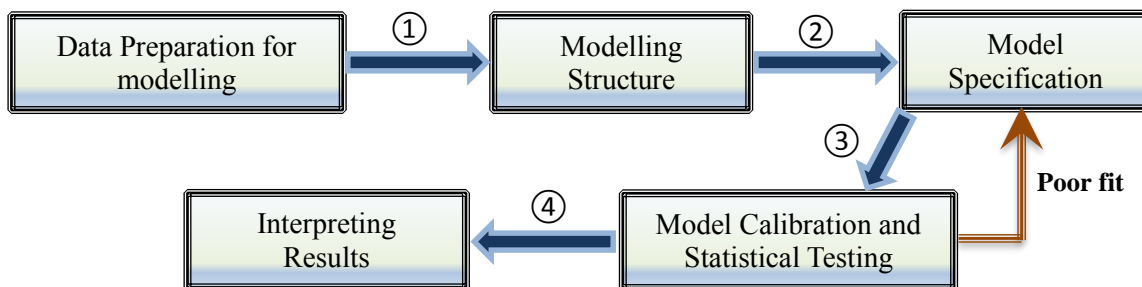 Data Preparation for
modelling
①
Modelling
Structure
②
Model
Specification
③
Poor fit
Model Calibration and
Statistical Testing
④
Interpreting
Results